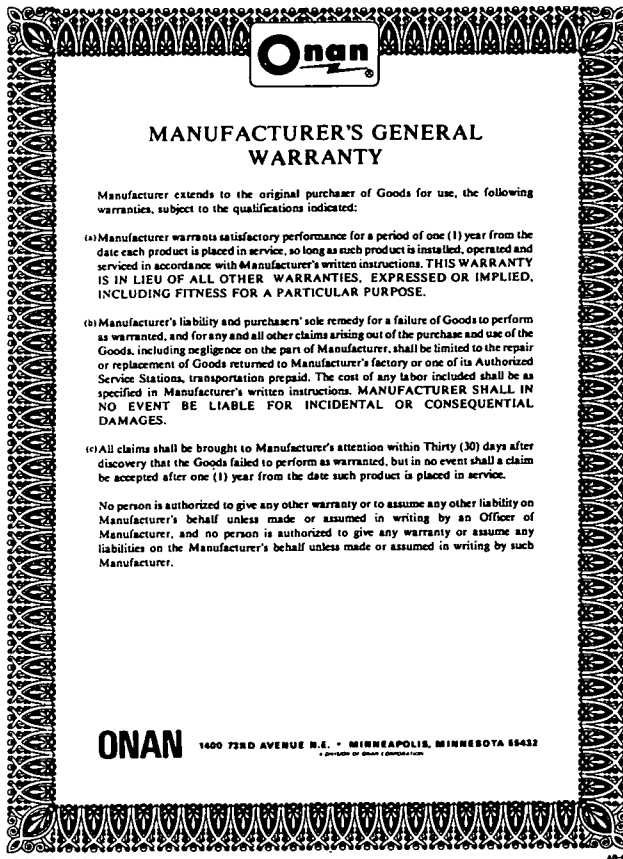 Onan
®
MANUFACTURER'S GENERAL
WARRANTY
Manufacturer extends to the original purchaser of Goods for use, the following
warranties, subject to the qualifications indicated:
(a) Manufacturer warrants satisfactory performance for a period of one (1) year from the
date each product is placed in service, so long as such product is installed, operated and
serviced in accordance with Manufacturer's written instructions. THIS WARRANTY
IS IN LIEU OF ALL OTHER WARRANTIES, EXPRESSED OR IMPLIED,
INCLUDING FITNESS FOR A PARTICULAR PURPOSE.
(b) Manufacturer's liability and purchasers' sole remedy for a failure of Goods to perform
as warranted, and for any and all other claims arising out of the purchase and use of the
Goods, including negligence on the part of Manufacturer, shall be limited to the repair
or replacement of Goods returned to Manufacturer's factory or one of its Authorized
Service Stations, transportation prepaid. The cost of any labor included shall be as
specified in Manufacturer's written instructions. MANUFACTURER SHALL IN
NO EVENT BE LIABLE FOR INCIDENTAL OR CONSEQUENTIAL
DAMAGES.
(c) All claims shall be brought to Manufacturer's attention within Thirty (30) days after
discovery that the Goods failed to perform as warranted, but in no event shall a claim
be accepted after one (1) year from the date such product is placed in service.
No person is authorized to give any other warranty or to assume any other liability on
Manufacturer's behalf unless made or assumed in writing by an Officer of
Manufacturer, and no person is authorized to give any warranty or assume any
liabilities on the Manufacturer's behalf unless made or assumed in writing by such
Manufacturer.
ONAN 1400 73RD AVENUE N.E. • MINNEAPOLIS, MINNESOTA 55432
A DIVISION OF ONAN CORPORATION